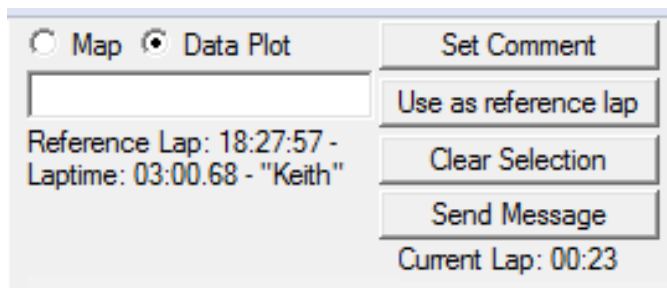 Map Data Plot
Set Comment
Use as reference lap
Reference Lap: 18:27:57 -
Laptime: 03:00.68 - "Keith"
Clear Selection
Send Message
Current Lap: 00:23